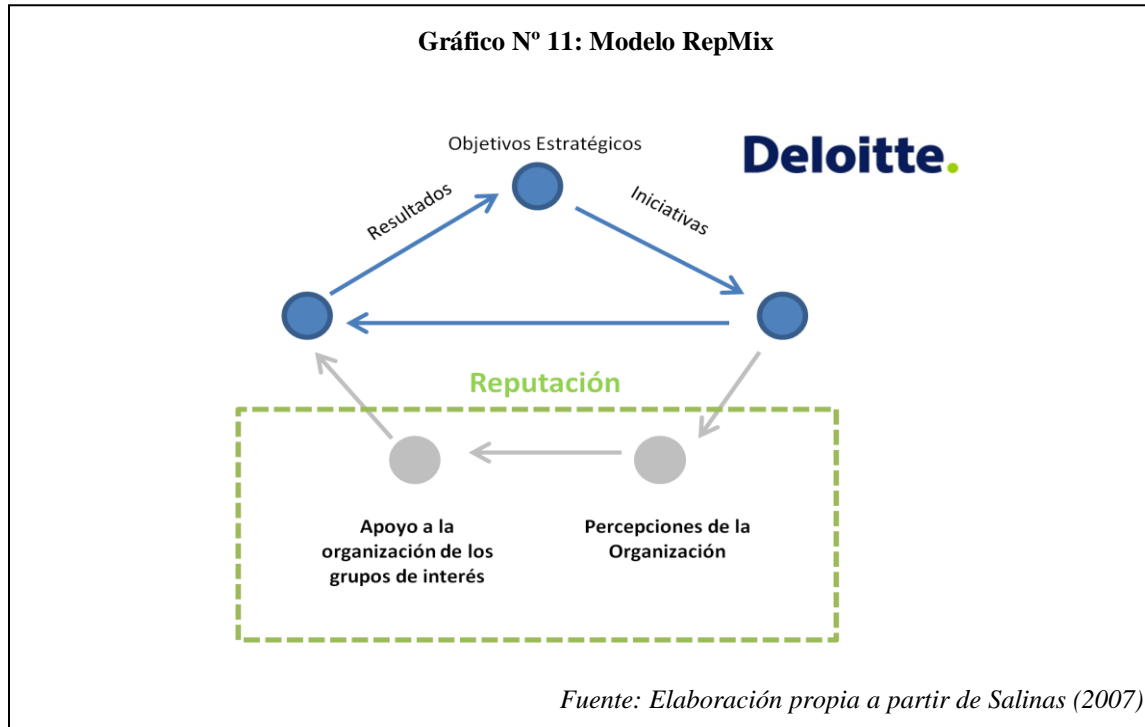 Gráfico Nº 11: Modelo RepMix
Objetivos Estratégicos
Deloitte.
Resultados
Iniciativas
Reputación
Apoyo a la
organización de los
grupos de interés
Percepciones de la
Organización
Fuente: Elaboración propia a partir de Salinas (2007)